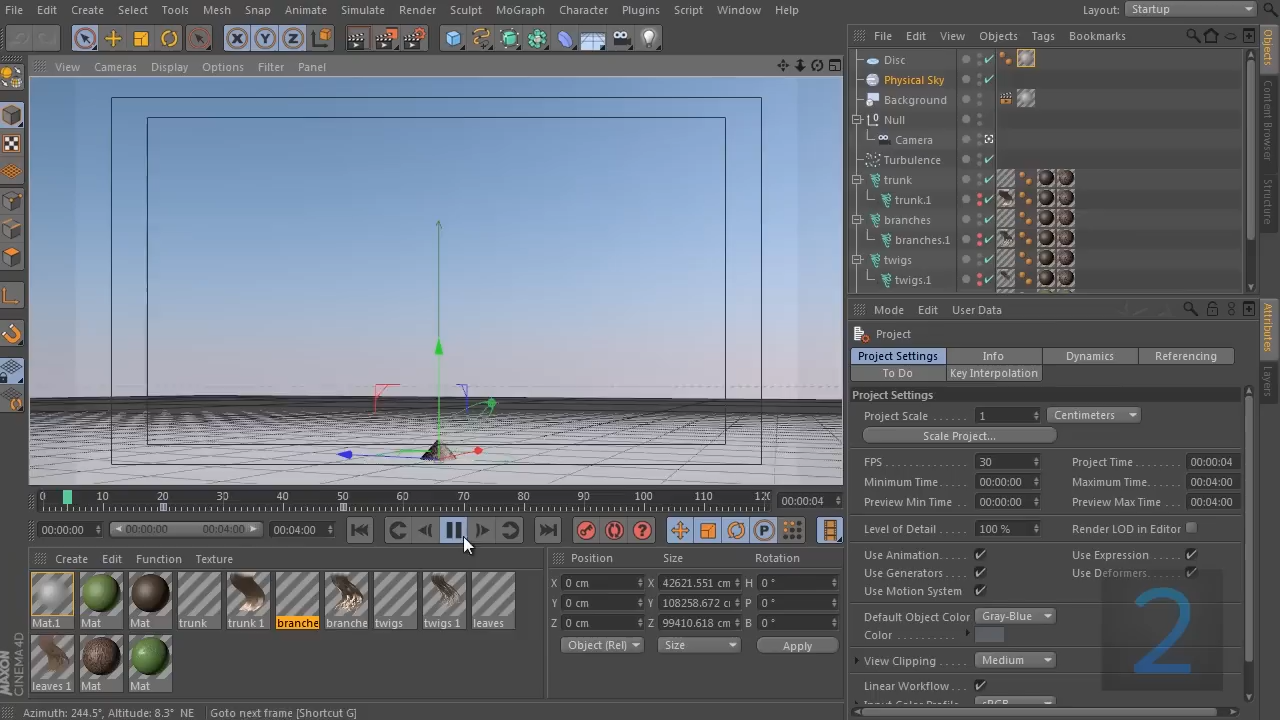 File Create Select Tools Mesh Snap Animate Simulate Render Sculpt MoGraph Character Plugins Script Window Help Layout: Startup
X Y Z
File Edit View Objects Tags Bookmarks
View Cameras Display Options Filter Panel
Disc
Physical Sky
Background
Null
Camera
Turbulence
trunk
trunk.1
branches
branches.1
twigs
twigs.1
Objects
Content Browser
Structure
Mode Edit User Data
Project
Project Settings Info Dynamics Referencing
To Do Key Interpolation
Attributes
Layers
Project Settings
Project Scale 1 Centimeters
Scale Project...
FPS 30 Project Time 00:00:04
Minimum Time 00:00:00 Maximum Time 00:04:00
Preview Min Time 00:00:00 Preview Max Time 00:04:00
Level of Detail 100 % Render LOD in Editor
Use Animation Use Expression
Use Generators Use Deformers
Use Motion System
Default Object Color Gray-Blue
Color
View Clipping Medium
Linear Workflow
Input Color Profile sRGB
2
0 10 20 30 40 50 60 70 80 90 100 110 00:00:04
00:00:00 00:00:00 00:04:00 00:04:00 P
Create Edit Function Texture
Mat.1 Mat Mat trunk trunk 1 branche branche twigs twigs 1 leaves
leaves 1 Mat Mat
Position Size Rotation
X 0 cm X 42621.551 cm H 0 °
Y 0 cm Y 108258.672 c P 0 °
Z 0 cm Z 99410.618 cm B 0 °
Object (Rel) Size Apply
MAXON CINEMA 4D
Azimuth: 244.5°, Altitude: 8.3° NE Goto next frame [Shortcut G]